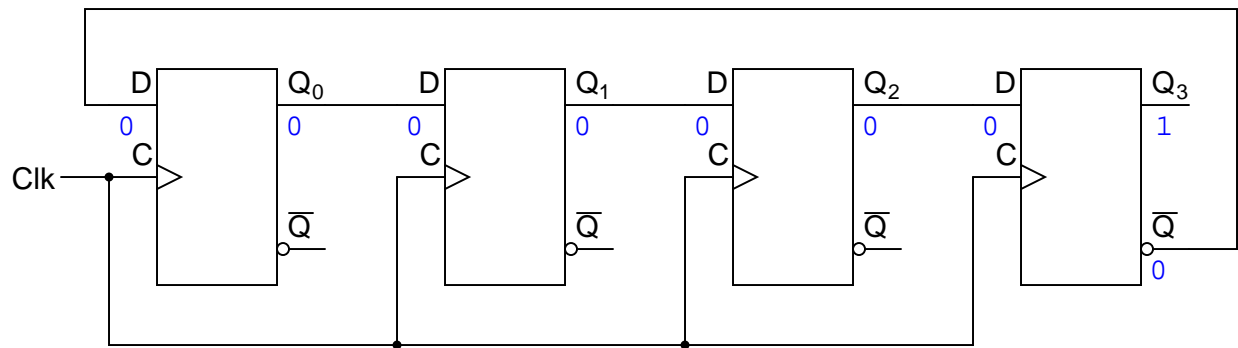 D Q₀ D Q₁ D Q₂ D Q₃
0 0 0 0 0 0 0 1
C C C C
Clk
Q̅ Q̅ Q̅ Q̅
0